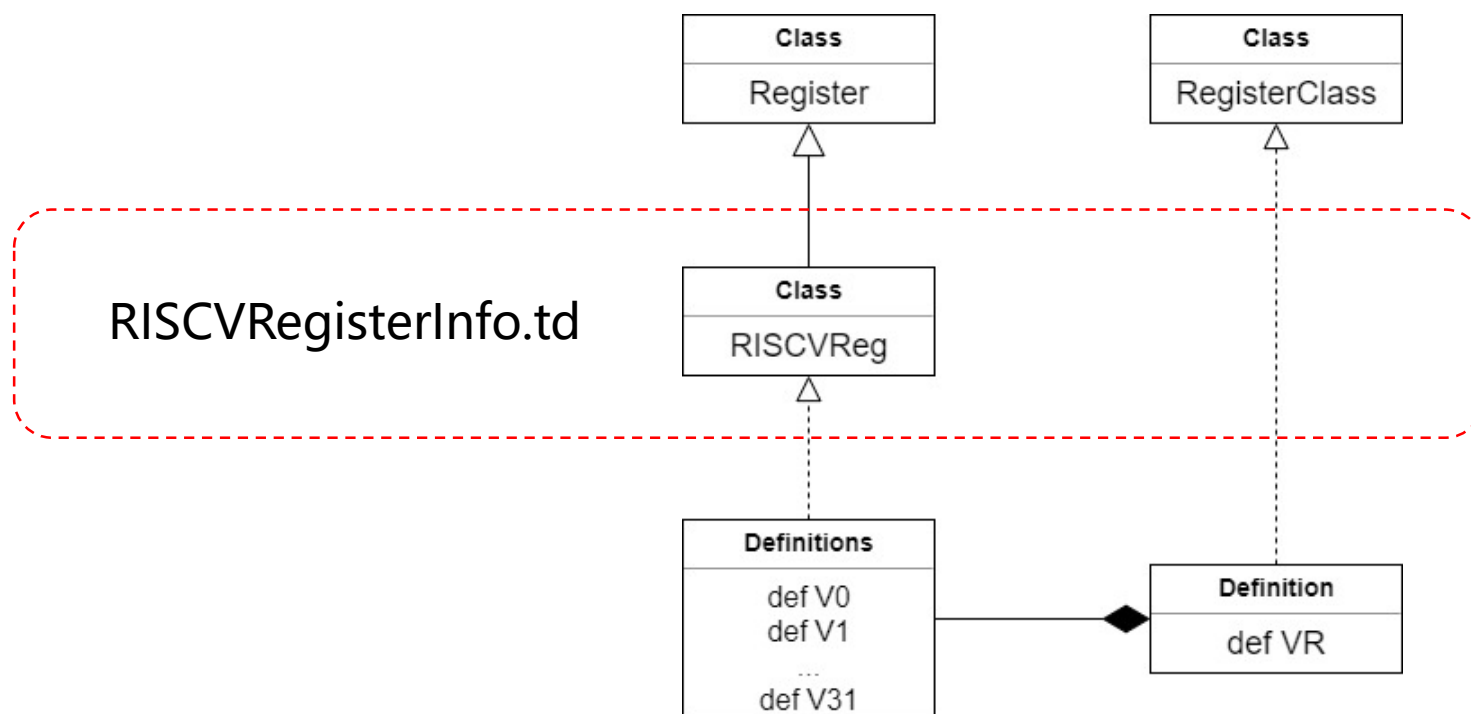 Class
Register
Class
RegisterClass
RISCVRegisterInfo.td
Class
RISCVReg
Definitions
def V0
def V1
...
def V31
Definition
def VR